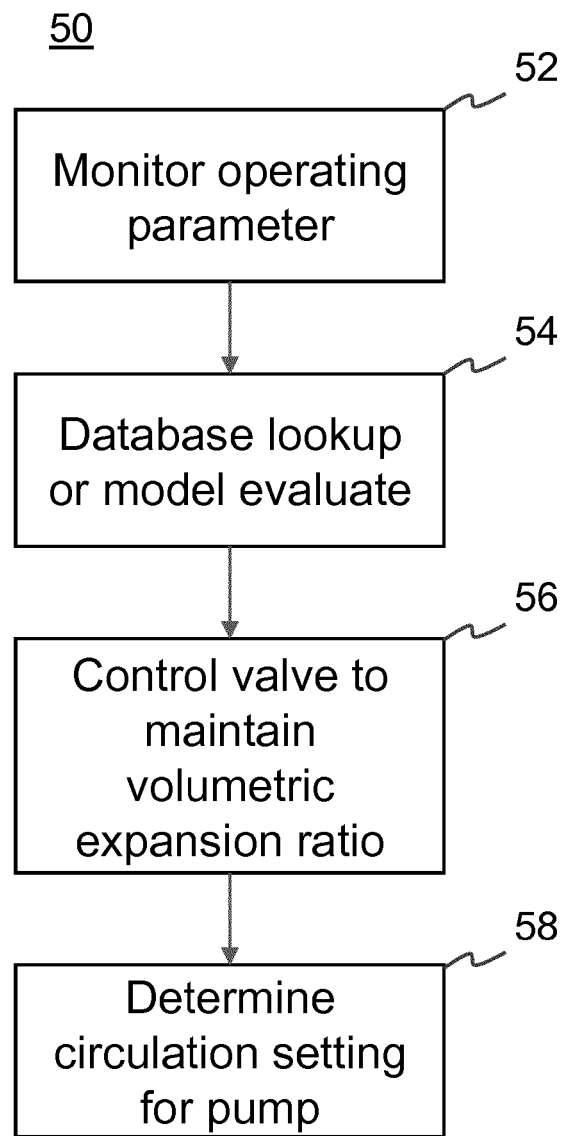 50
52
Monitor operating
parameter
54
Database lookup
or model evaluate
56
Control valve to
maintain
volumetric
expansion ratio
58
Determine
circulation setting
for pump